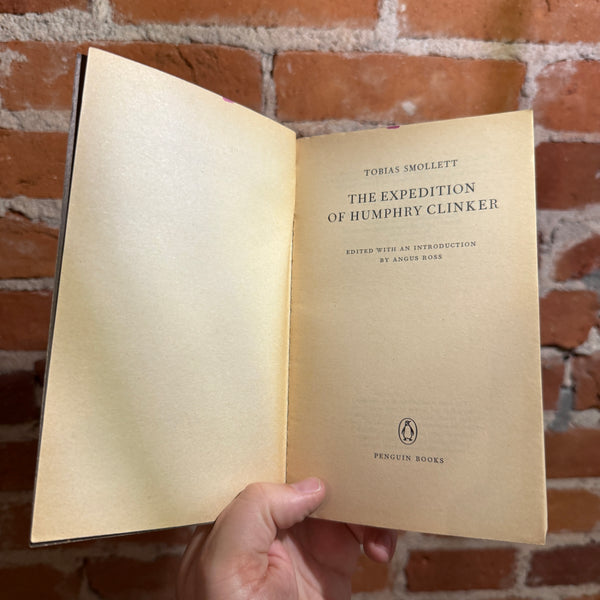 TOBIAS SMOLLETT
THE EXPEDITION
OF HUMPHRY CLINKER
EDITED WITH AN INTRODUCTION
BY ANGUS ROSS
PENGUIN BOOKS